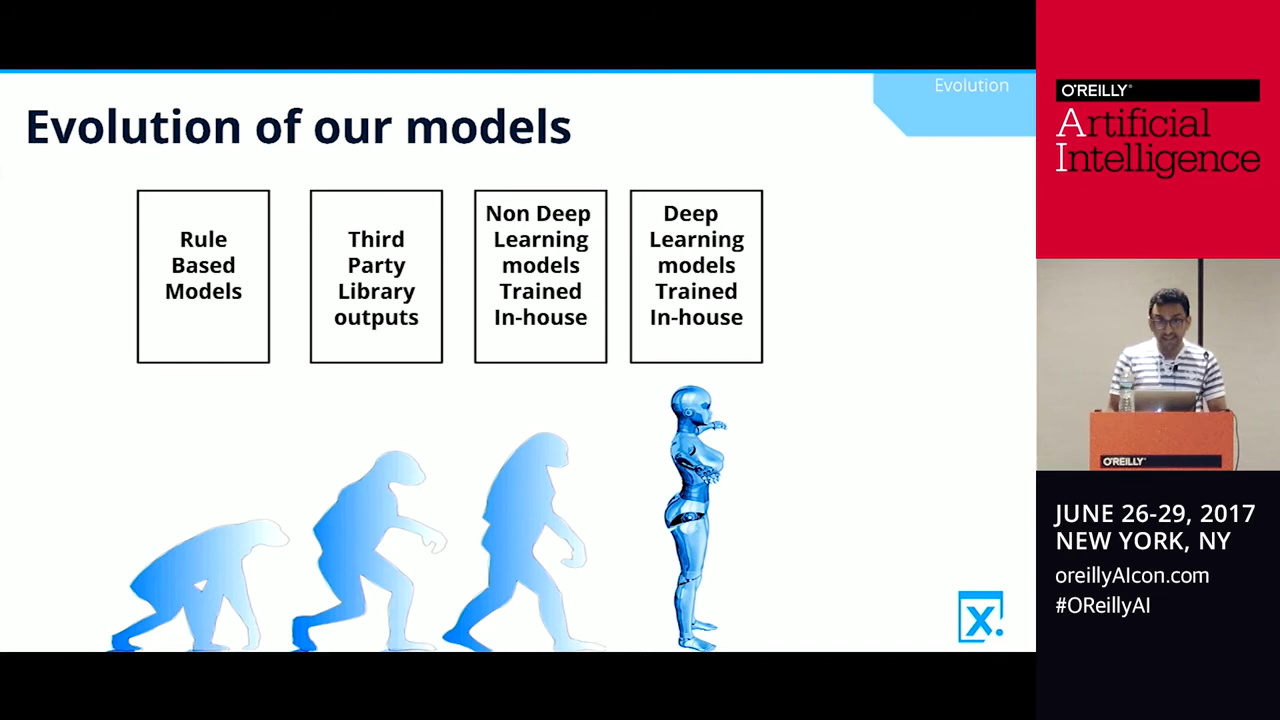 Evolution
Evolution of our models
Rule
Based
Models
Third
Party
Library
outputs
Non Deep
Learning
models
Trained
In-house
Deep
Learning
models
Trained
In-house
X.
O'REILLY®
Artificial
Intelligence
O'REILLY®
JUNE 26-29, 2017
NEW YORK, NY
oreillyAIcon.com
#OReillyAI